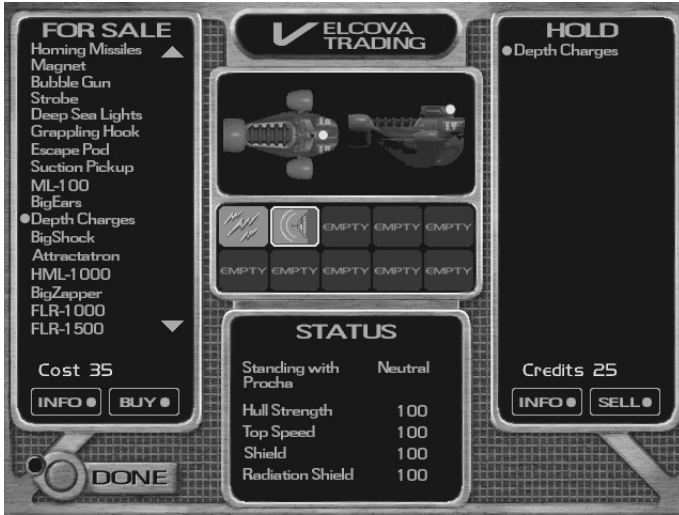 FOR SALE
Homing Missiles
Magnet
Bubble Gun
Strobe
Deep Sea Lights
Grappling Hook
Escape Pod
Suction Pickup
ML-100
BigEars
Depth Charges
BigShock
Attractatron
HML-1000
BigZapper
FLR-1000
FLR-1500
Cost 35
INFO
BUY
DONE
VELCOVA
TRADING
EMPTY EMPTY EMPTY
EMPTY EMPTY EMPTY EMPTY EMPTY
STATUS
Standing with Neutral
Procha
Hull Strength 100
Top Speed 100
Shield 100
Radiation Shield 100
HOLD
Depth Charges
Credits 25
INFO
SELL